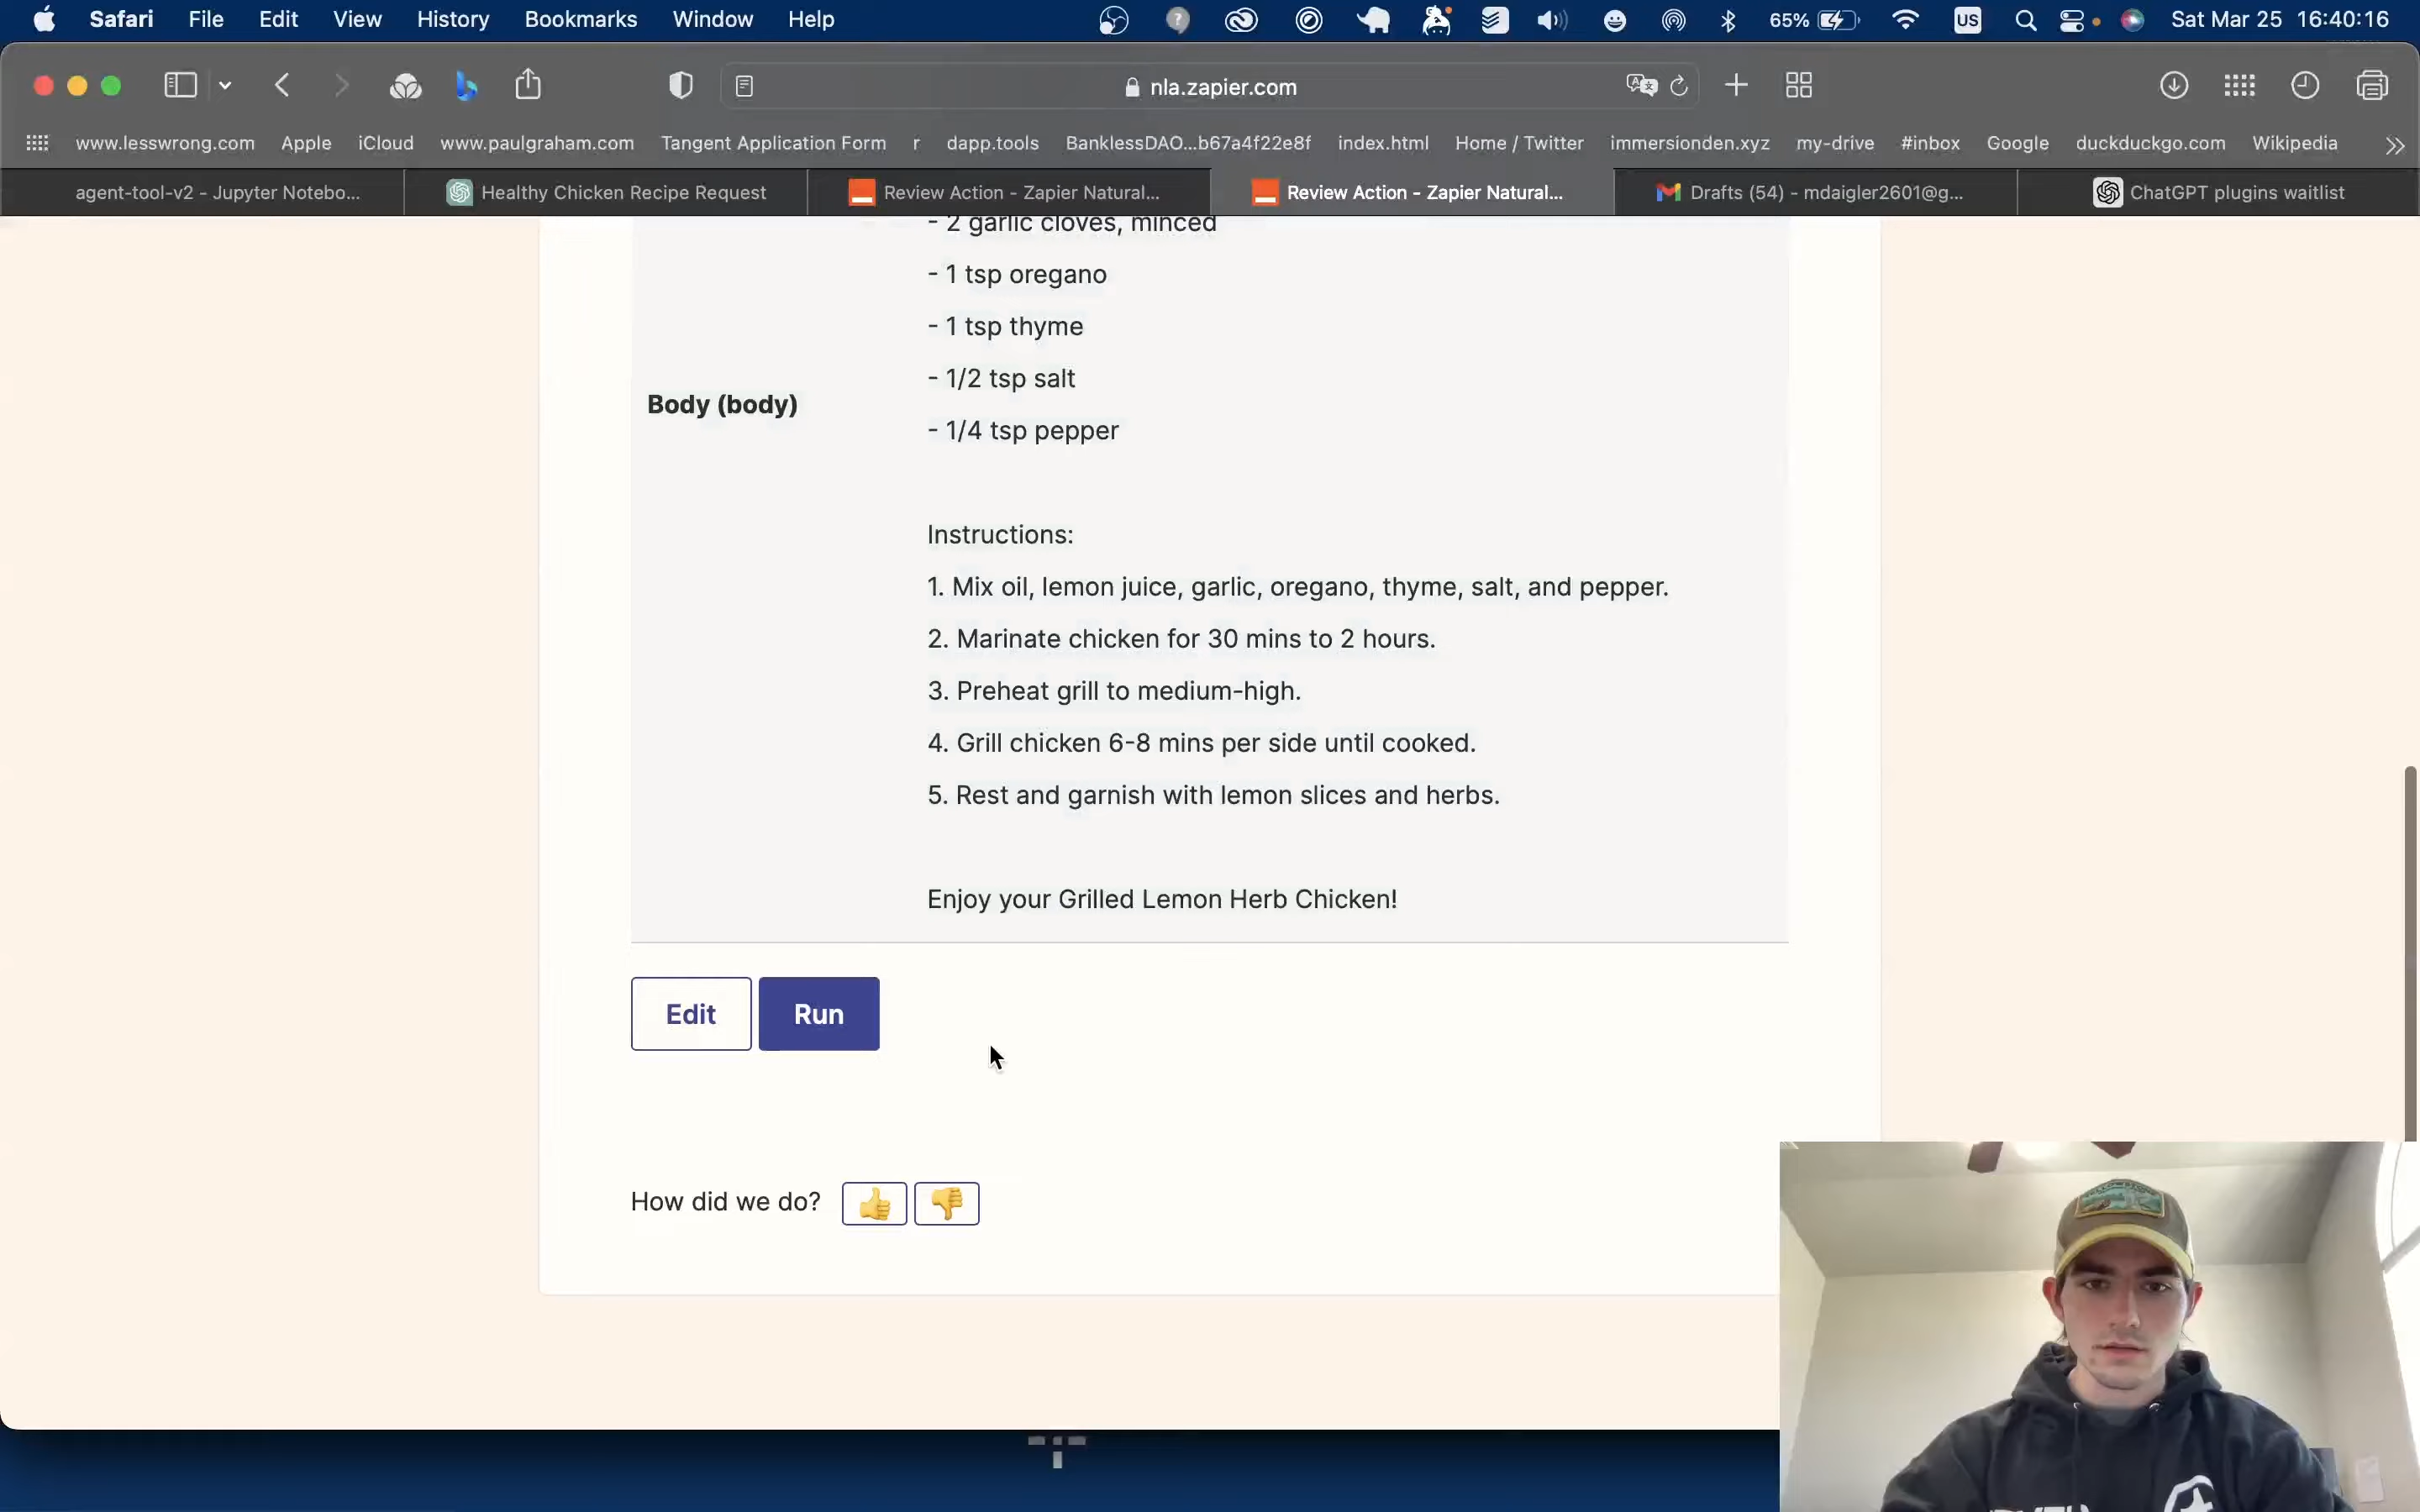 Safari File Edit View History Bookmarks Window Help 65% US Sat Mar 25 16:40:16
nla.zapier.com
www.lesswrong.com Apple iCloud www.paulgraham.com Tangent Application Form r dapp.tools BanklessDAO...b67a4f22e8f index.html Home / Twitter immersionden.xyz my-drive #inbox Google duckduckgo.com Wikipedia
agent-tool-v2 - Jupyter Notebo... Healthy Chicken Recipe Request Review Action - Zapier Natural... Review Action - Zapier Natural... Drafts (54) - mdaigler2601@g... ChatGPT plugins waitlist
- 2 garlic cloves, minced
- 1 tsp oregano
- 1 tsp thyme
- 1/2 tsp salt
Body (body)
- 1/4 tsp pepper
Instructions:
1. Mix oil, lemon juice, garlic, oregano, thyme, salt, and pepper.
2. Marinate chicken for 30 mins to 2 hours.
3. Preheat grill to medium-high.
4. Grill chicken 6-8 mins per side until cooked.
5. Rest and garnish with lemon slices and herbs.
Enjoy your Grilled Lemon Herb Chicken!
Edit Run
How did we do?